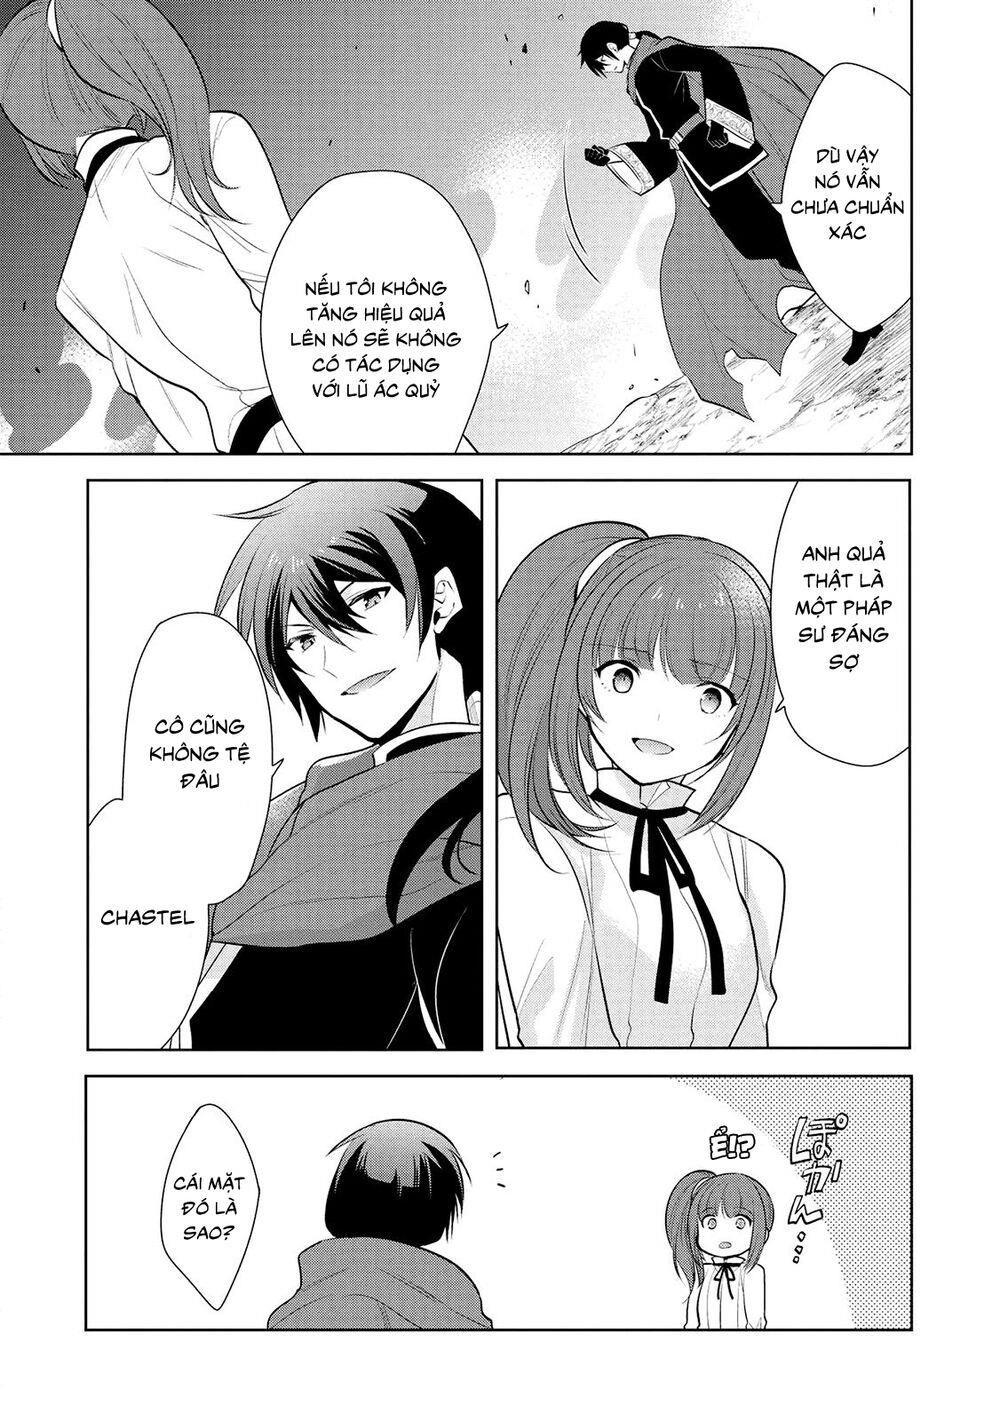 DÙ VẬY
NÓ VẪN
CHƯA CHUẨN
XÁC
NẾU TÔI KHÔNG
TĂNG HIỆU QUẢ
LÊN NÓ SẼ KHÔNG
CÓ TÁC DỤNG
VỚI LŨ ÁC QUỶ
ANH QUẢ
THẬT LÀ
MỘT PHÁP
SƯ ĐÁNG
SỢ
CÔ CŨNG
KHÔNG TỆ
ĐÂU
CHASTEL
ぽかん…
Ể!?
CÁI MẶT
ĐÓ LÀ
SAO?